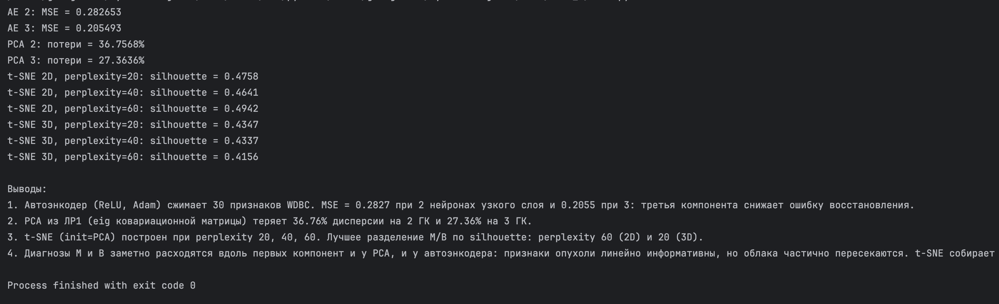 AE 2: MSE = 0.282653
AE 3: MSE = 0.205493
PCA 2: потери = 36.7568%
PCA 3: потери = 27.3636%
t-SNE 2D, perplexity=20: silhouette = 0.4758
t-SNE 2D, perplexity=40: silhouette = 0.4641
t-SNE 2D, perplexity=60: silhouette = 0.4942
t-SNE 3D, perplexity=20: silhouette = 0.4347
t-SNE 3D, perplexity=40: silhouette = 0.4337
t-SNE 3D, perplexity=60: silhouette = 0.4156
Выводы:
1. Автоэнкодер (ReLU, Adam) сжимает 30 признаков WDBC. MSE = 0.2827 при 2 нейронах узкого слоя и 0.2055 при 3: третья компонента снижает ошибку восстановления.
2. PCA из ЛР1 (eig ковариационной матрицы) теряет 36.76% дисперсии на 2 ГК и 27.36% на 3 ГК.
3. t-SNE (init=PCA) построен при perplexity 20, 40, 60. Лучшее разделение M/B по silhouette: perplexity 60 (2D) и 20 (3D).
4. Диагнозы M и B заметно расходятся вдоль первых компонент и у PCA, и у автоэнкодера: признаки опухоли линейно информативны, но облака частично пересекаются. t-SNE собирает
Process finished with exit code 0